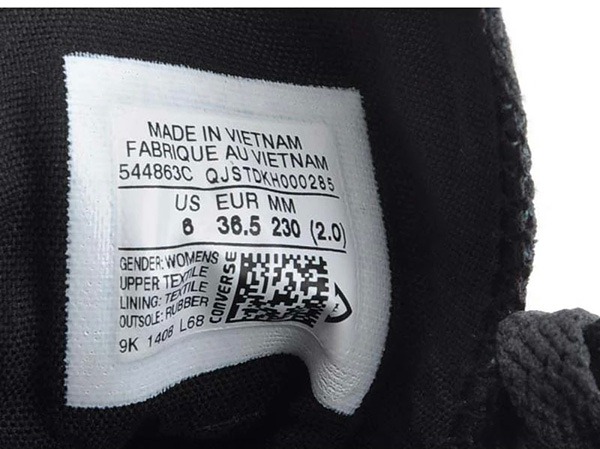 MADE IN VIETNAM
FABRIQUE AU VIETNAM
544863C QJSTDKH000285
US EUR MM
6 36.5 230 (2.0)
GENDER: WOMENS
UPPER TEXTILE
LINING: TEXTILE
OUTSOLE: RUBBER
9K 1408 L68
CONVERSE